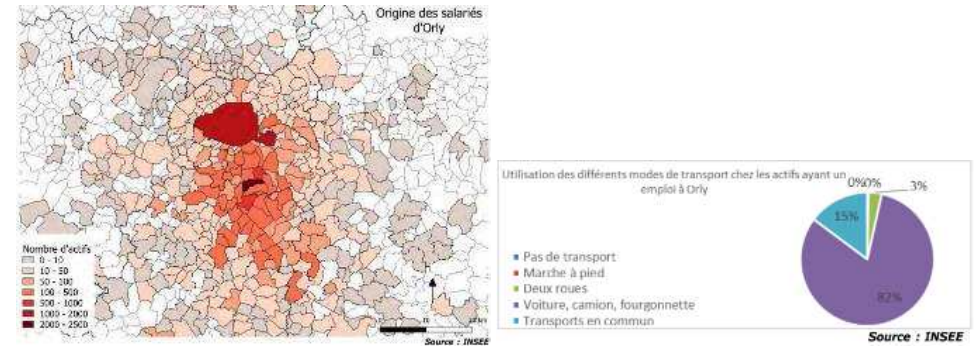 Origine des salariés
d'Orly
Nombre d'actifs
0 - 10
10 - 50
50 - 100
100 - 500
500 - 1000
1000 - 2000
2000 - 2500
Source : INSEE
Utilisation des différents modes de transport chez les actifs ayant un
emploi à Orly
0%0%
3%
15%
82%
Pas de transport
Marche à pied
Deux roues
Voiture, camion, fourgonnette
Transports en commun
Source : INSEE